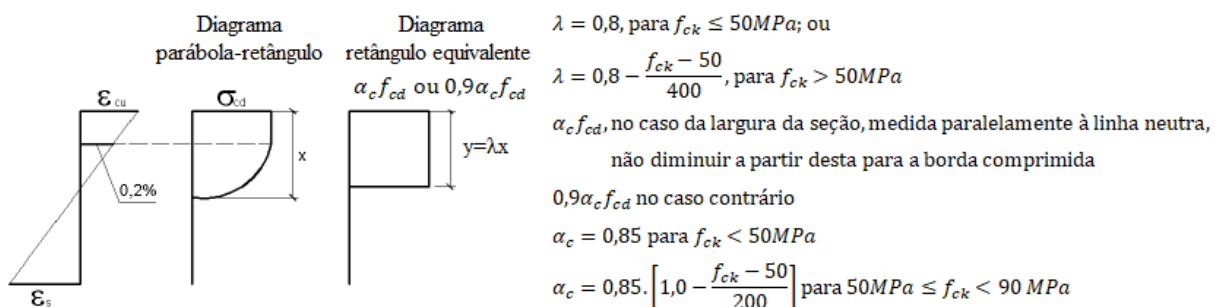 Diagrama
parábola-retângulo
Diagrama
retângulo equivalente
α_c f_cd ou 0,9α_c f_cd
ε_cu
σ_cd
x
y=λx
0,2%
ε_s
λ = 0,8, para f_ck ≤ 50MPa; ou
λ = 0,8 − (f_ck − 50)/400, para f_ck > 50MPa
α_c f_cd, no caso da largura da seção, medida paralelamente à linha neutra,
não diminuir a partir desta para a borda comprimida
0,9α_c f_cd no caso contrário
α_c = 0,85 para f_ck < 50MPa
α_c = 0,85. [1,0 − (f_ck − 50)/200] para 50MPa ≤ f_ck < 90 MPa